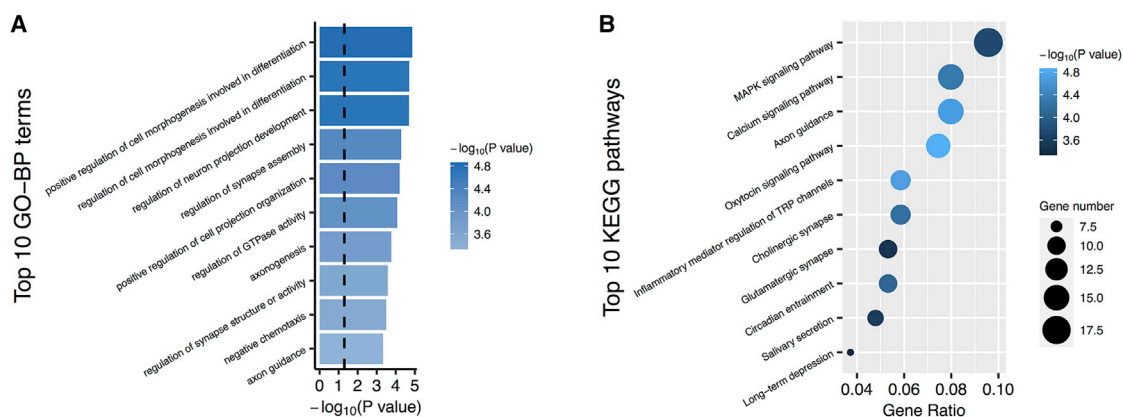 A
Top 10 GO−BP terms
positive regulation of cell morphogenesis involved in differentiation
regulation of cell morphogenesis involved in differentiation
regulation of neuron projection development
regulation of synapse assembly
positive regulation of cell projection organization
regulation of GTPase activity
axonogenesis
regulation of synapse structure or activity
negative chemotaxis
axon guidance
0 1 2 3 4 5
−log10(P value)
−log10(P value)
4.8
4.0
3.6
B
Top 10 KEGG pathways
MAPK signaling pathway
Calcium signaling pathway
Axon guidance
Oxytocin signaling pathway
Inflammatory mediator regulation of TRP channels
Cholinergic synapse
Glutamatergic synapse
Circadian entrainment
Salivary secretion
Long−term depression
0.04 0.06 0.08 0.10
Gene Ratio
−log10(P value)
4.8
4.0
3.6
Gene number
7.5
10.0
12.5
15.0
17.5